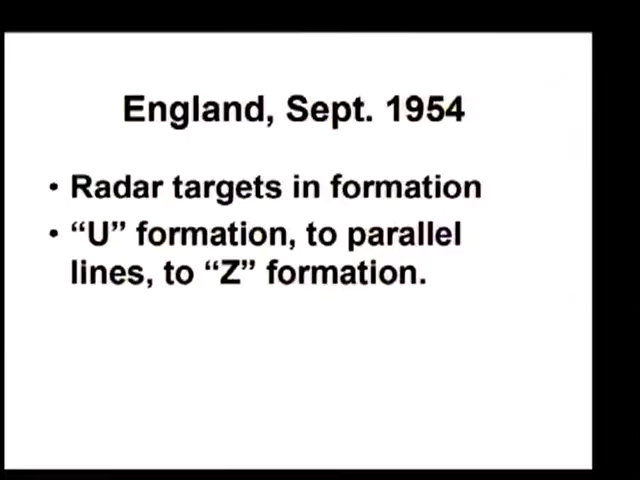 England, Sept. 1954
• Radar targets in formation
• “U” formation, to parallel
lines, to “Z” formation.